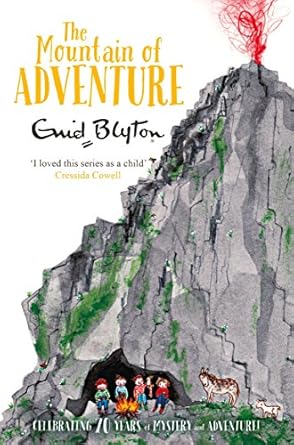 The
Mountain of
ADVENTURE
Enid Blyton
‘I loved this series as a child’
Cressida Cowell
CELEBRATING 70 YEARS of MYSTERY and ADVENTURE!